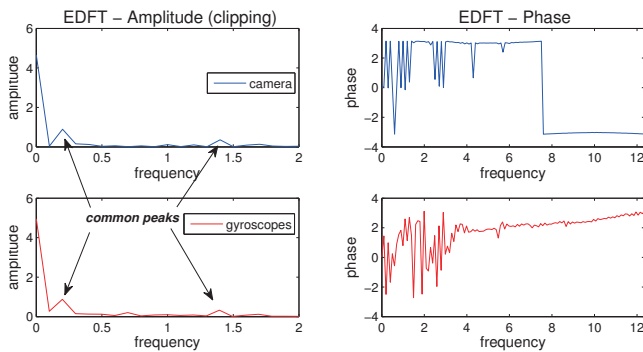 EDFT − Amplitude (clipping)
6
4
2
0
amplitude
camera
0 0.5 1 1.5 2
frequency
EDFT − Phase
4
2
0
−2
−4
phase
0 2 4 6 8 10 12
frequency
common peaks
6
4
2
0
amplitude
gyroscopes
0 0.5 1 1.5 2
frequency
4
2
0
−2
−4
phase
0 2 4 6 8 10 12
frequency